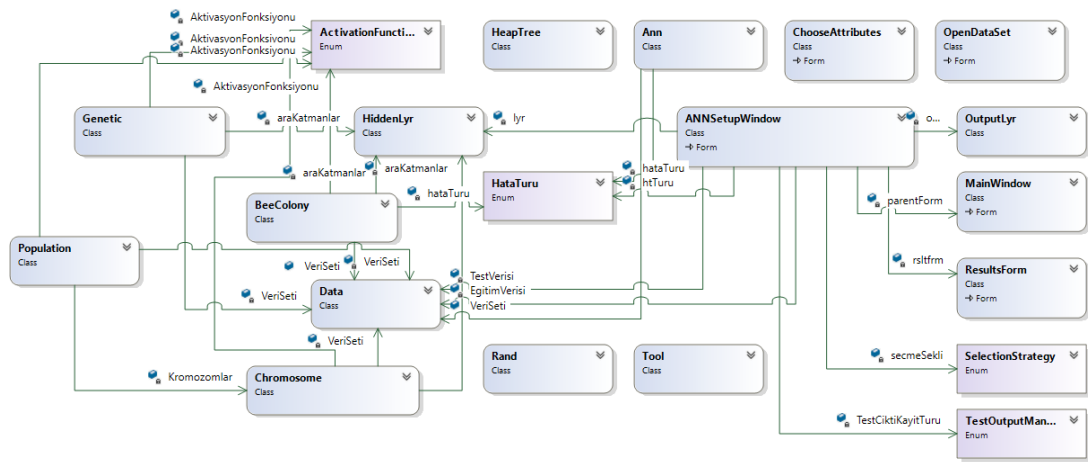 AktivasyonFonksiyonu
AktivasyonFonksiyonu
AktivasyonFonksiyonu
AktivasyonFonksiyonu
ActivationFuncti...
Enum
HeapTree
Class
Ann
Class
ChooseAttributes
Class
Form
OpenDataSet
Class
Form
Genetic
Class
araKatmanlar
HiddenLyr
Class
lyr
ANNSetupWindow
Class
Form
o...
OutputLyr
Class
araKatmanlar
araKatmanlar
hataTuru
HataTuru
Enum
hataTuru
htTuru
parentForm
MainWindow
Class
Form
BeeColony
Class
Population
Class
VeriSeti
VeriSeti
VeriSeti
Data
Class
TestVerisi
EgitimVerisi
VeriSeti
rsltfrm
ResultsForm
Class
Form
VeriSeti
Kromozomlar
Chromosome
Class
Rand
Class
Tool
Class
secmeSekli
SelectionStrategy
Enum
TestCiktiKayitTuru
TestOutputMan...
Enum